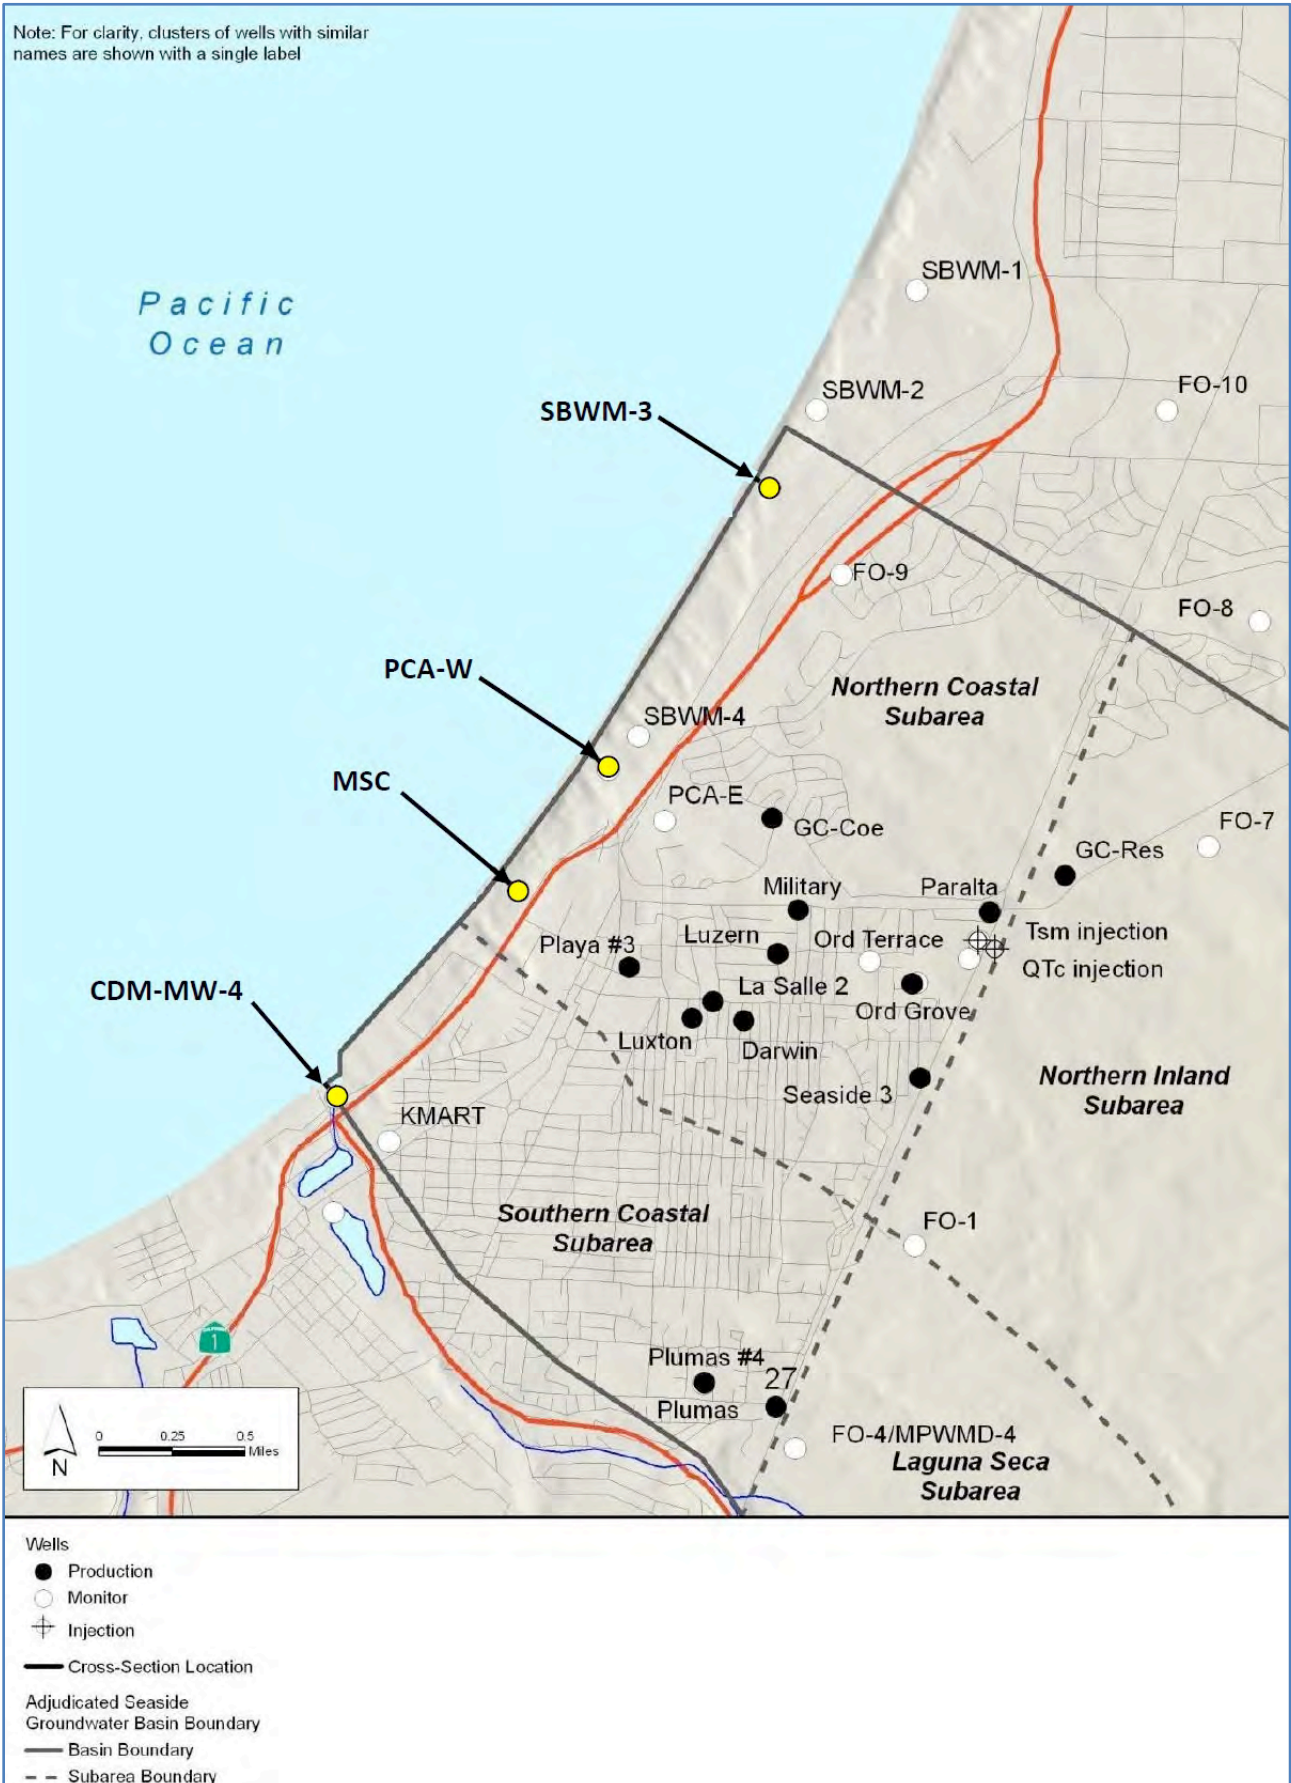 Note: For clarity, clusters of wells with similar
names are shown with a single label
Pacific
Ocean
SBWM-1
SBWM-2
FO-10
SBWM-3
FO-9
FO-8
PCA-W
Northern Coastal
Subarea
SBWM-4
MSC
PCA-E
GC-Coe
FO-7
GC-Res
Military
Paralta
Playa #3
Luzern
Ord Terrace
Tsm injection
QTc injection
CDM-MW-4
La Salle 2
Ord Grove
Luxton
Darwin
Seaside 3
Northern Inland
Subarea
KMART
Southern Coastal
Subarea
FO-1
1
Plumas #4
27
Plumas
FO-4/MPWMD-4
Laguna Seca
Subarea
0 0.25 0.5
Miles
N
Wells
Production
Monitor
Injection
Cross-Section Location
Adjudicated Seaside
Groundwater Basin Boundary
Basin Boundary
Subarea Boundary